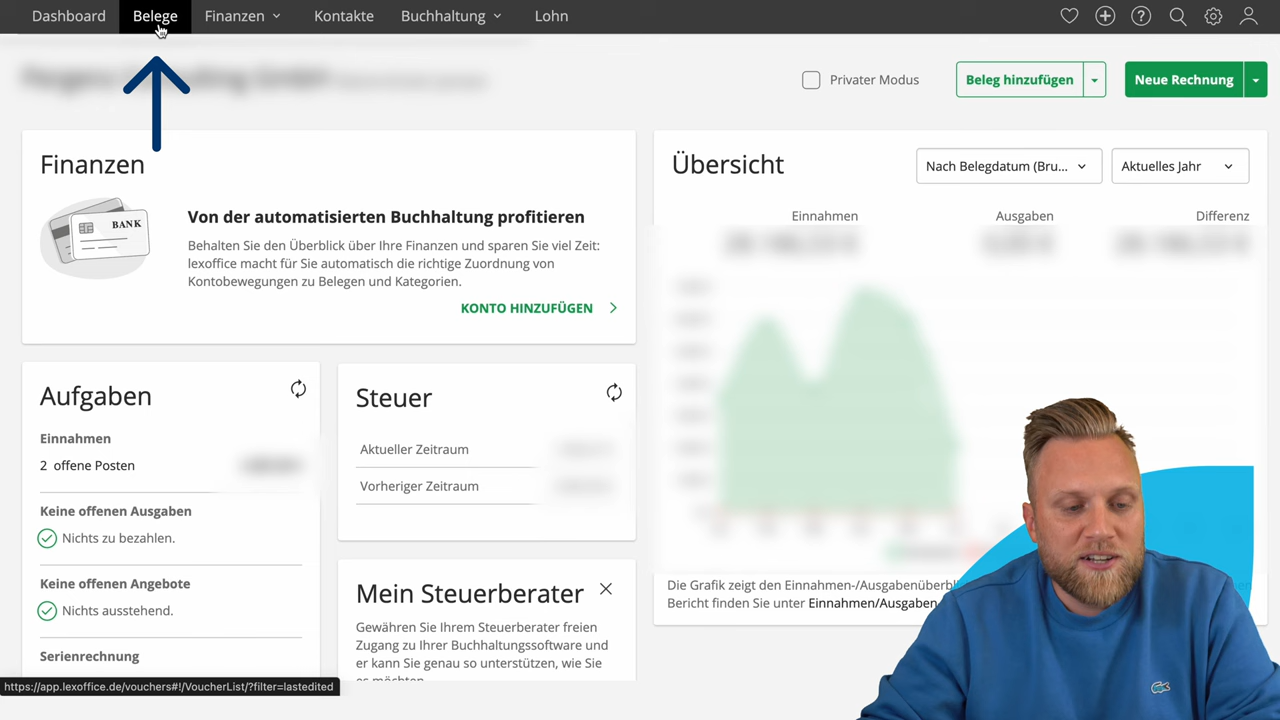 Dashboard Belege Finanzen Kontakte Buchhaltung Lohn
Privater Modus Beleg hinzufügen Neue Rechnung
Finanzen
BANK
Von der automatisierten Buchhaltung profitieren
Behalten Sie den Überblick über Ihre Finanzen und sparen Sie viel Zeit:
lexoffice macht für Sie automatisch die richtige Zuordnung von
Kontobewegungen zu Belegen und Kategorien.
KONTO HINZUFÜGEN
Übersicht Nach Belegdatum (Bru... Aktuelles Jahr
Einnahmen Ausgaben Differenz
Die Grafik zeigt den Einnahmen-/Ausgabenüberbl
Bericht finden Sie unter Einnahmen/Ausgaben
Aufgaben
Einnahmen
2 offene Posten
Keine offenen Ausgaben
Nichts zu bezahlen.
Keine offenen Angebote
Nichts ausstehend.
Serienrechnung
Steuer
Aktueller Zeitraum
Vorheriger Zeitraum
Mein Steuerberater
Gewähren Sie Ihrem Steuerberater freien
Zugang zu Ihrer Buchhaltungssoftware und
er kann Sie genau so unterstützen, wie Sie
es möchten.
https://app.lexoffice.de/vouchers#!/VoucherList/?filter=lastedited